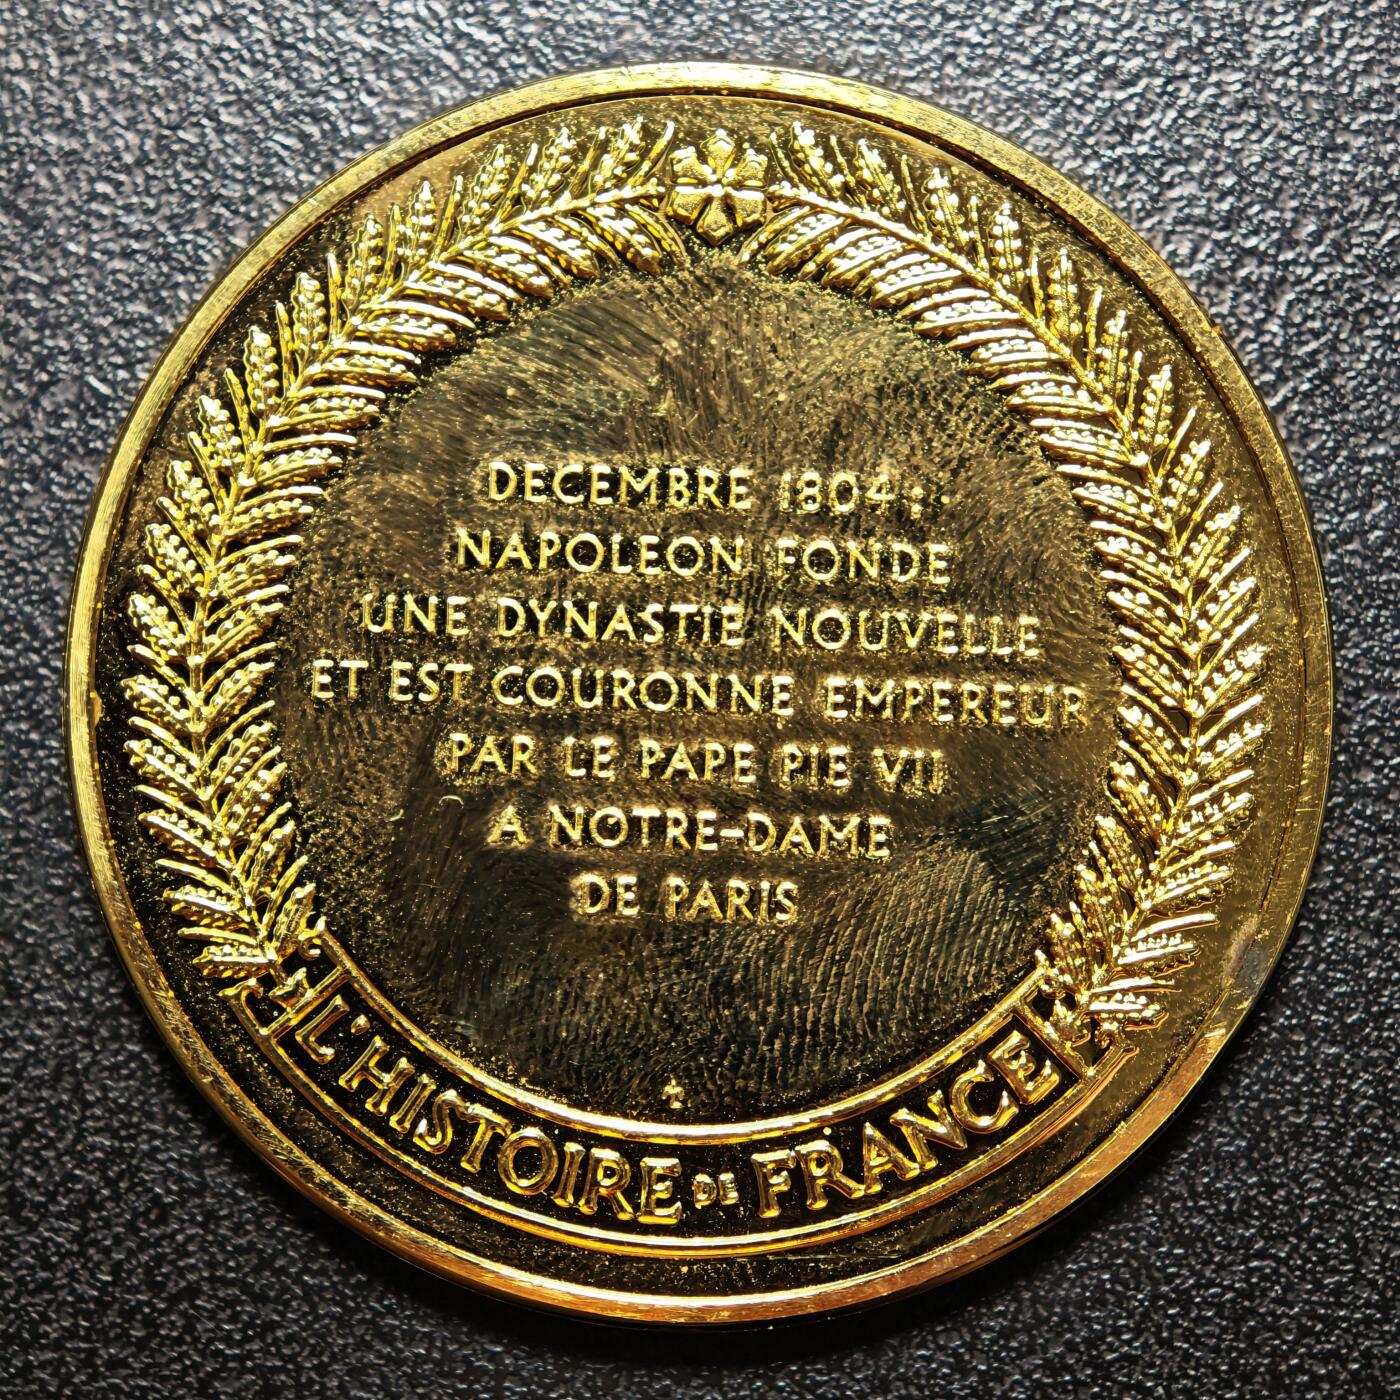 DECEMBRE 1804:
NAPOLEON FONDE
UNE DYNASTIE NOUVELLE
ET EST COURONNE EMPEREUR
PAR LE PAPE PIE VII
A NOTRE-DAME
DE PARIS
L'HISTOIRE DE FRANCE